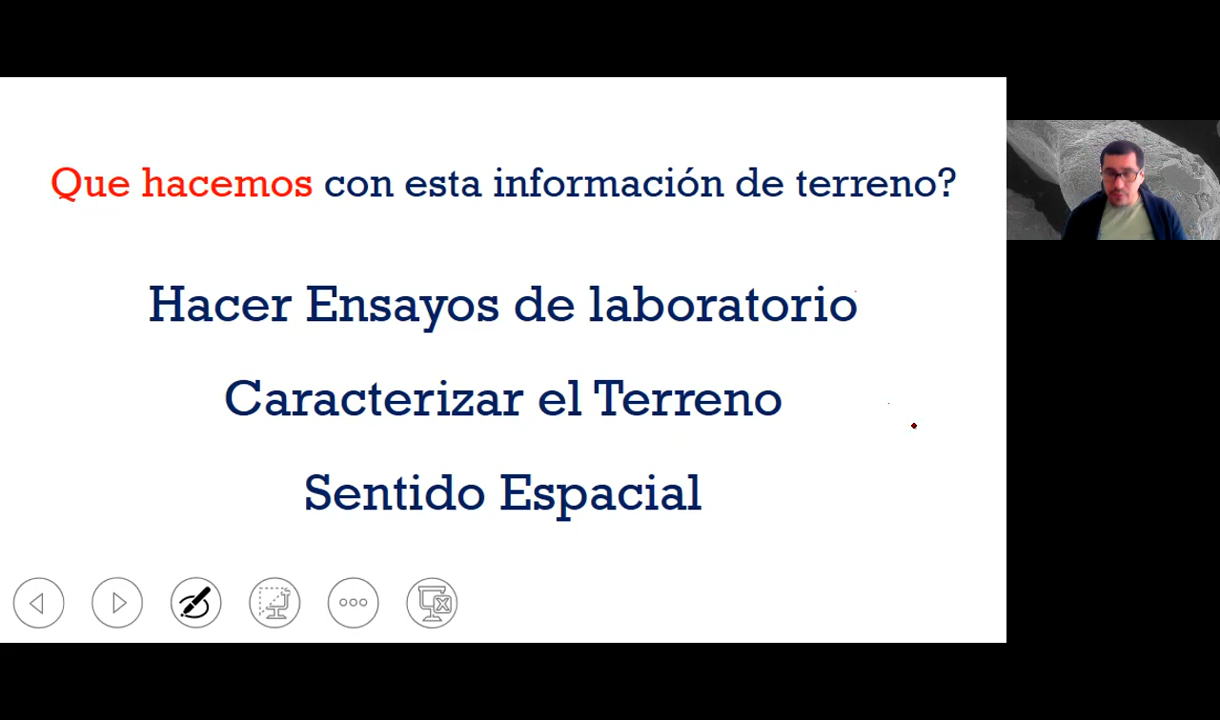 Que hacemos con esta información de terreno?
Hacer Ensayos de laboratorio
Caracterizar el Terreno
Sentido Espacial